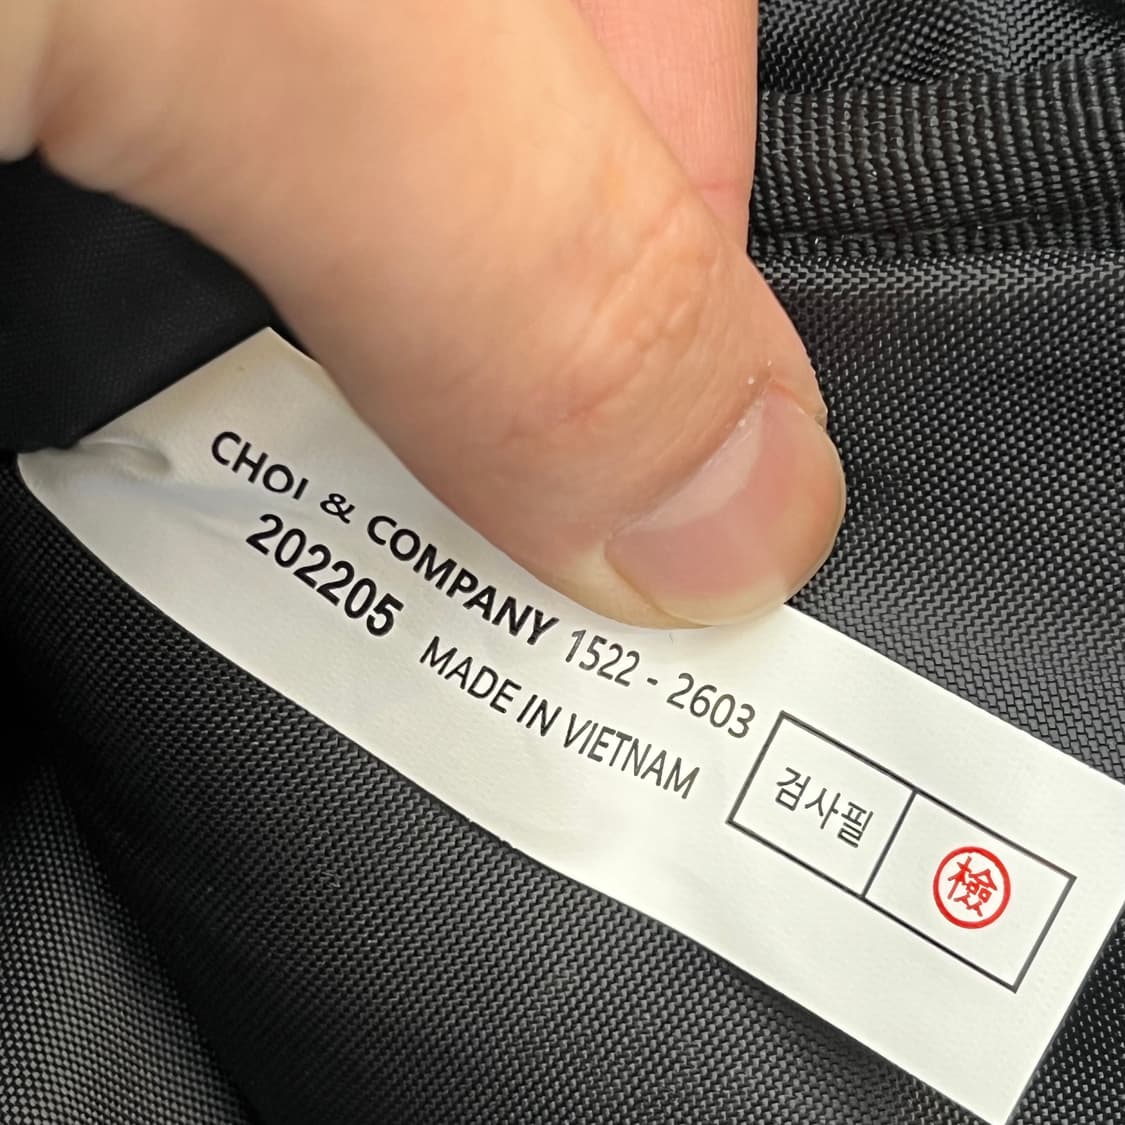 CHOI & COMPANY 1522 - 2603
202205 MADE IN VIETNAM
검사필 檢